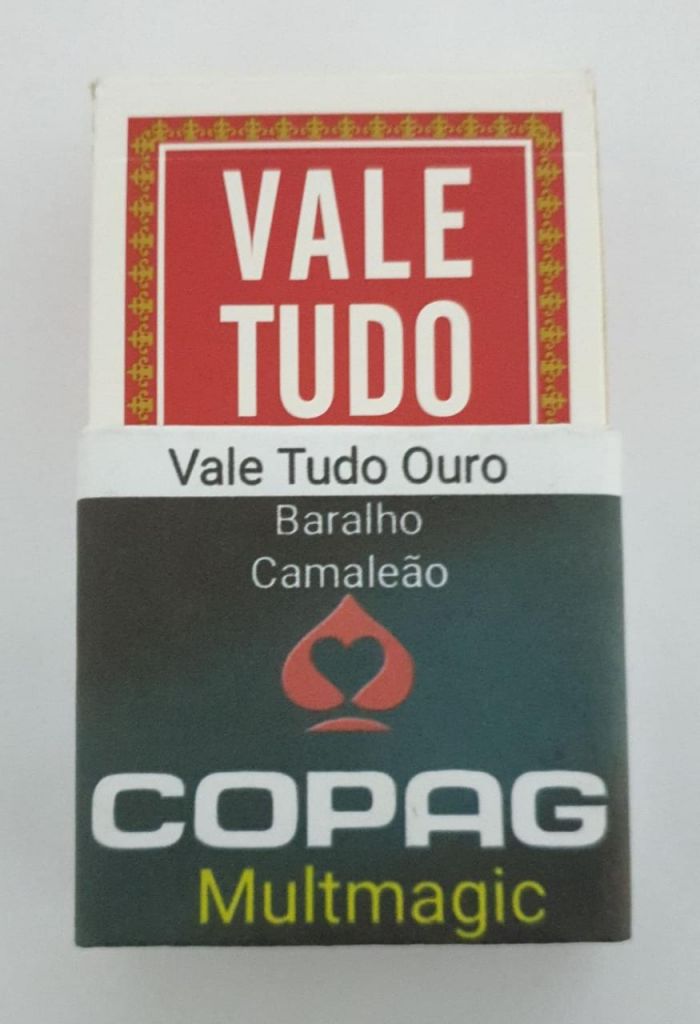 VALE
TUDO
Vale Tudo Ouro
Baralho
Camaleão
COPAG
Multmagic